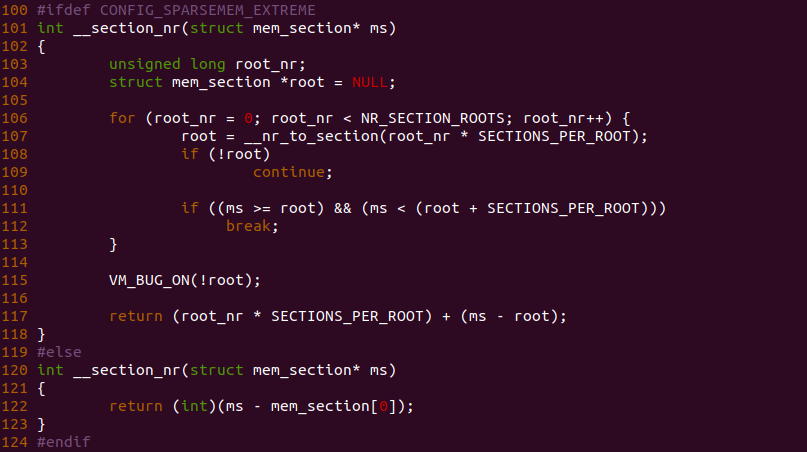 100 #ifdef CONFIG_SPARSEMEM_EXTREME
101 int __section_nr(struct mem_section* ms)
102 {
103         unsigned long root_nr;
104         struct mem_section *root = NULL;
105
106         for (root_nr = 0; root_nr < NR_SECTION_ROOTS; root_nr++) {
107                 root = __nr_to_section(root_nr * SECTIONS_PER_ROOT);
108                 if (!root)
109                         continue;
110
111                 if ((ms >= root) && (ms < (root + SECTIONS_PER_ROOT)))
112                      break;
113         }
114
115         VM_BUG_ON(!root);
116
117         return (root_nr * SECTIONS_PER_ROOT) + (ms - root);
118 }
119 #else
120 int __section_nr(struct mem_section* ms)
121 {
122         return (int)(ms - mem_section[0]);
123 }
124 #endif